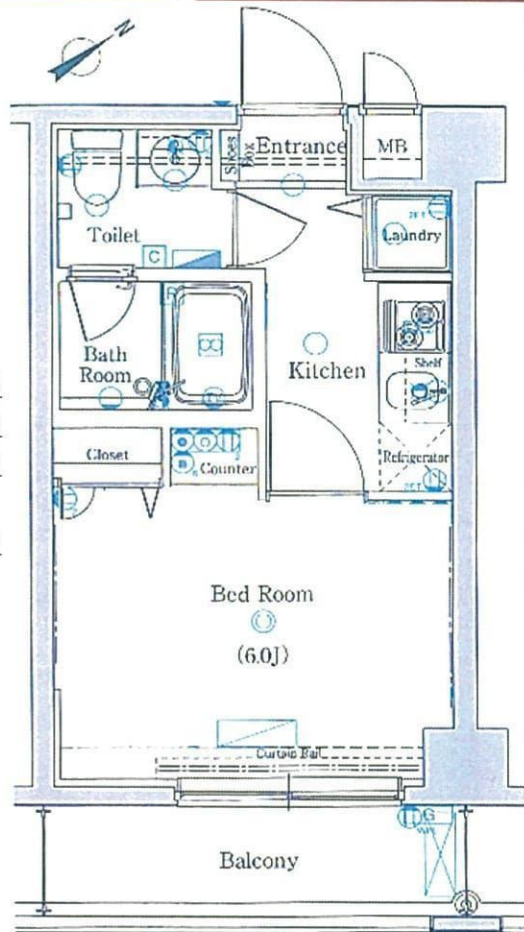 N
Shoes
Box
Entrance
MB
Toilet
Laundry
C
R
Bath
Room
Kitchen
Shelf
Closet
Counter
Refrigerator
Bed Room
(6.0J)
Curtain Rail
G
Balcony